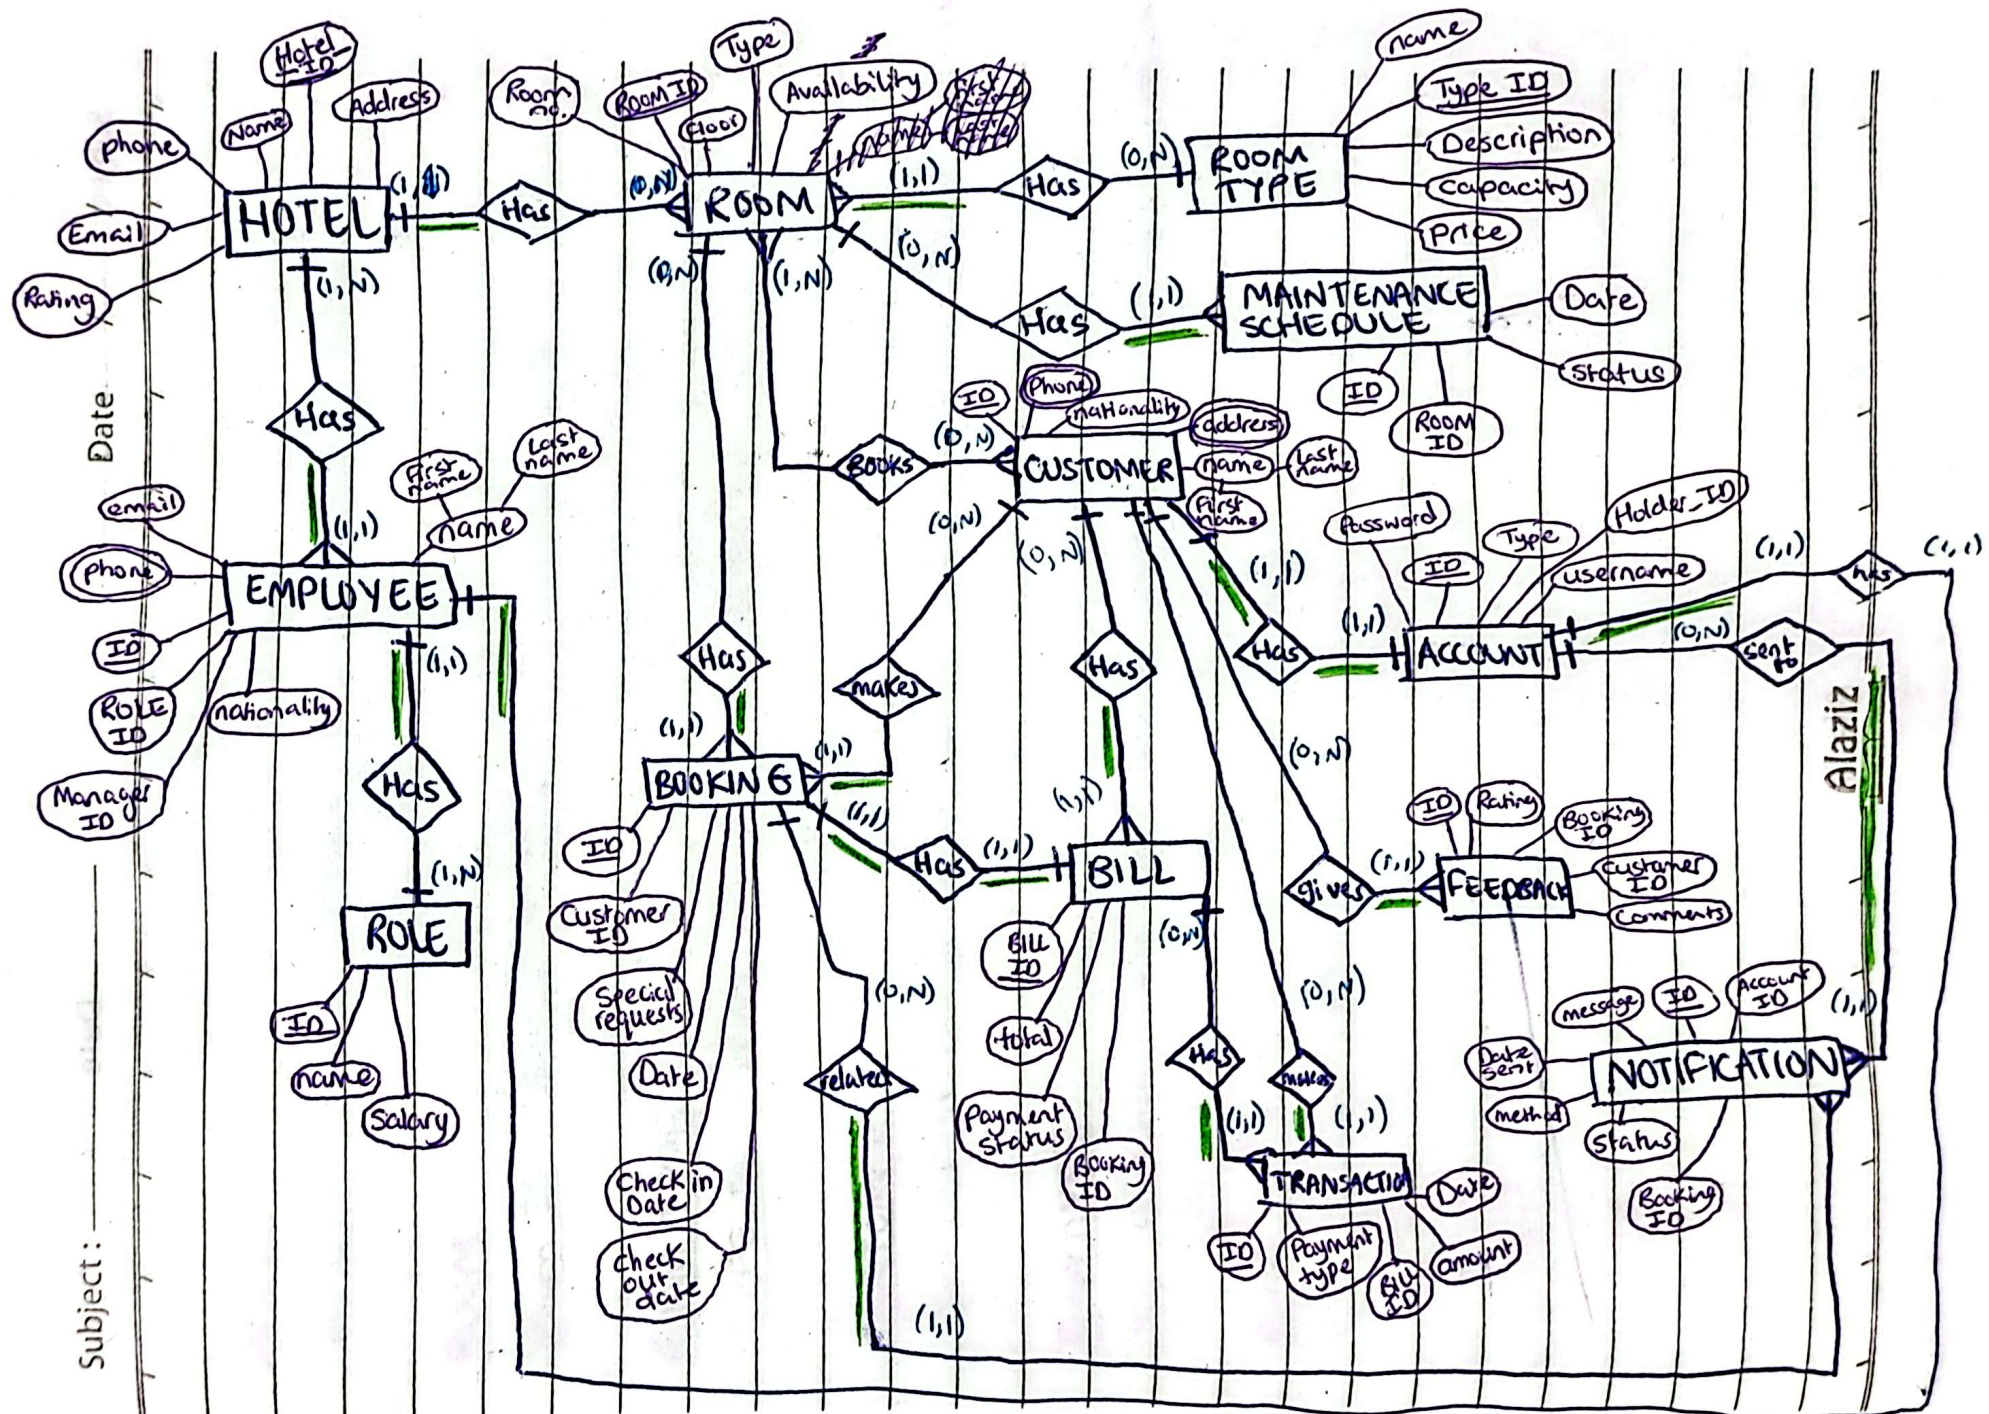 name
Hotel_
ID
Type
Name
Address
Room
no.
ROOM ID
floor
Availability
Type ID
Description
capacity
price
phone
Email
Rating
HOTEL
(1,1)
Has
(0,N)
ROOM
(1,1)
Has
(0,N)
ROOM
TYPE
(1,N)
(0,N)
(1,N)
(0,N)
Has
(1,1)
MAINTENANCE
SCHEDULE
Date
status
ID
ROOM
ID
Date
Has
First
name
Last
name
name
email
phone
ID
ROLE
ID
Manager
ID
nationality
(1,1)
EMPLOYEE
(1,1)
Has
(1,N)
ROLE
ID
name
Salary
BOOKS
(0,N)
ID
Phone
nationality
address
name
Last
name
First
name
CUSTOMER
(0,N)
(0,N)
(1,1)
Password
ID
Type
Holder_ID
username
(1,1)
has
(1,1)
Has
(1,1)
ACCOUNT
(0,N)
sent
to
Has
makes
Has
(1,1)
(1,1)
BOOKING
(1,1)
Has
(1,1)
(1,1)
BILL
(0,N)
ID
Customer
ID
Special
requests
Date
Check in
Date
Check
out
date
(0,N)
related
(1,1)
BILL
ID
total
Payment
status
Booking
ID
(0,N)
gives
(1,1)
FEEDBACK
ID
Rating
Booking
ID
Customer
ID
Comments
Has
(1,1)
(0,N)
makes
(1,1)
TRANSACTION
ID
Payment
type
Bill
ID
amount
Date
message
ID
Account
ID
(1,1)
Date
sent
method
NOTIFICATION
Status
Booking
ID
Alaziz
Subject: